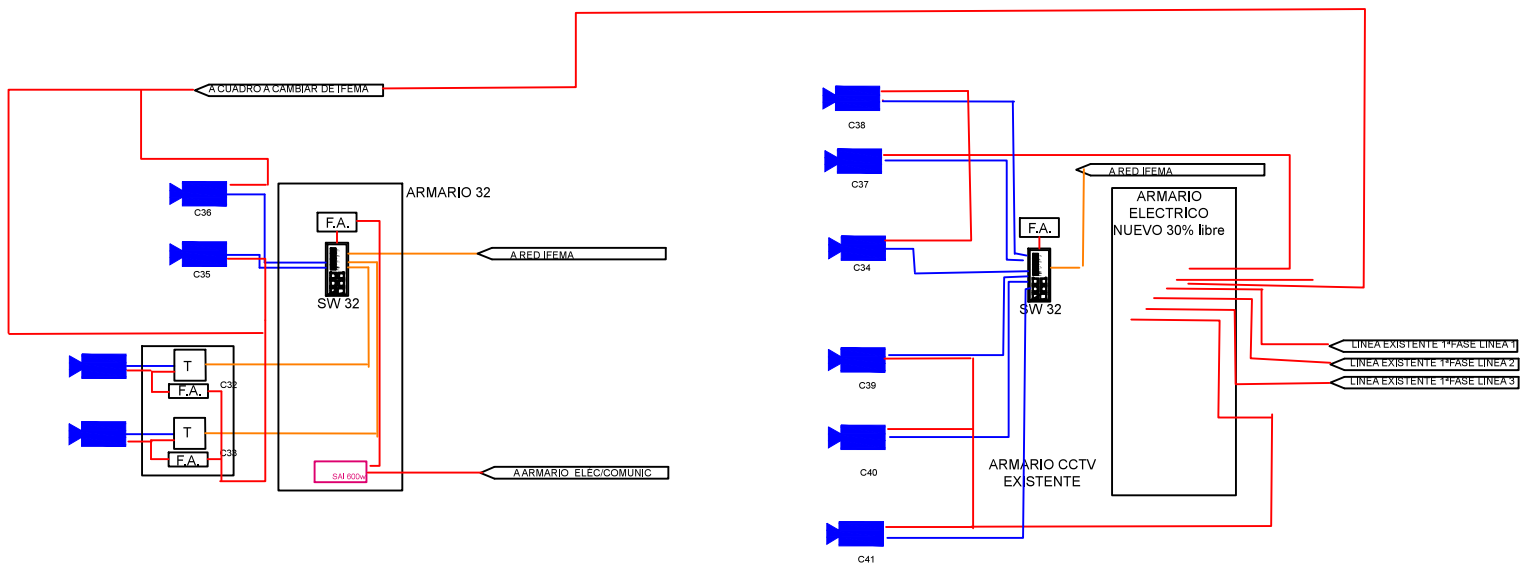 A CUADRO A CAMBIAR DE IFEMA
C36
C35
ARMARIO 32
F.A.
SW 32
A RED IFEMA
T
C32
F.A.
T
C33
F.A.
SAI 600w
A ARMARIO ELEC/COMUNIC
C38
C37
C34
C39
C40
C41
F.A.
SW 32
A RED IFEMA
ARMARIO
ELECTRICO
NUEVO 30% libre
ARMARIO CCTV
EXISTENTE
LINEA EXISTENTE 1ªFASE LINEA 1
LINEA EXISTENTE 1ªFASE LINEA 2
LINEA EXISTENTE 1ªFASE LINEA 3